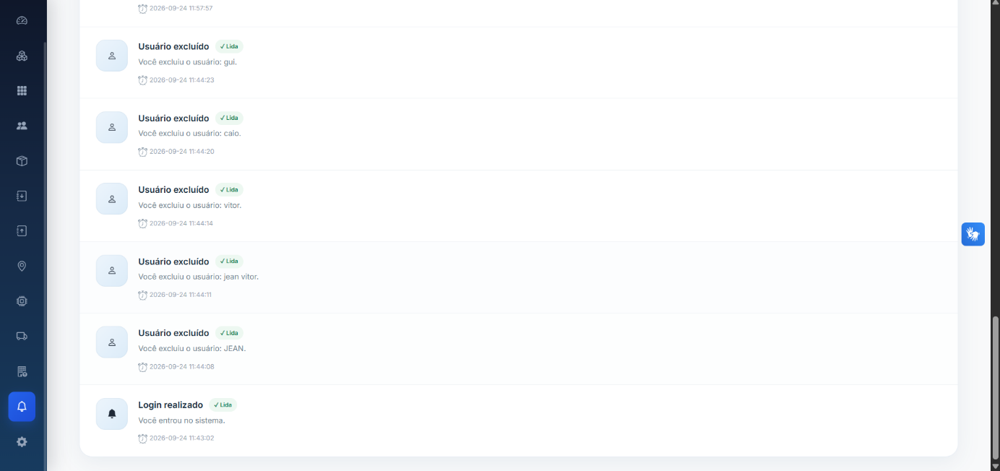 2026-09-24 11:57:57
Usuário excluído ✓ Lida
Você excluiu o usuário: gui.
2026-09-24 11:44:23
Usuário excluído ✓ Lida
Você excluiu o usuário: caio.
2026-09-24 11:44:20
Usuário excluído ✓ Lida
Você excluiu o usuário: vitor.
2026-09-24 11:44:14
Usuário excluído ✓ Lida
Você excluiu o usuário: jean vitor.
2026-09-24 11:44:11
Usuário excluído ✓ Lida
Você excluiu o usuário: JEAN.
2026-09-24 11:44:08
Login realizado ✓ Lida
Você entrou no sistema.
2026-09-24 11:43:02